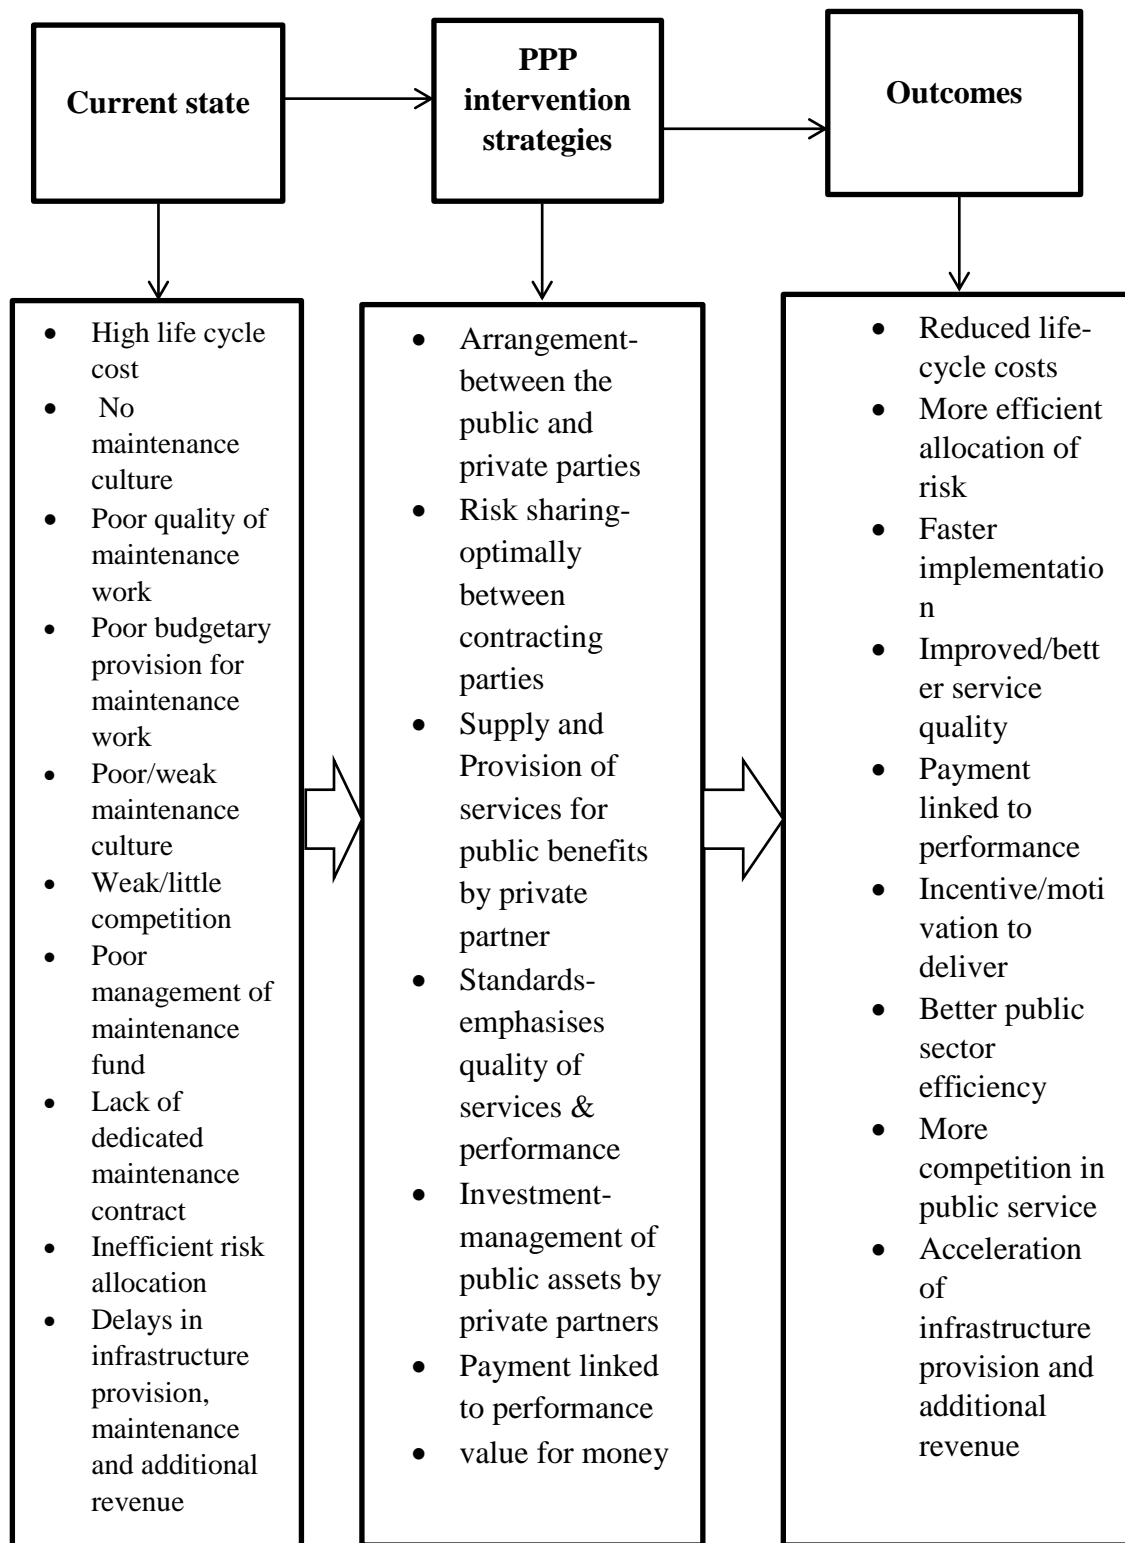 Current state
PPP
intervention
strategies
Outcomes
• High life cycle
cost
• No
maintenance
culture
• Poor quality of
maintenance
work
• Poor budgetary
provision for
maintenance
work
• Poor/weak
maintenance
culture
• Weak/little
competition
• Poor
management of
maintenance
fund
• Lack of
dedicated
maintenance
contract
• Inefficient risk
allocation
• Delays in
infrastructure
provision,
maintenance
and additional
revenue
• Arrangement-
between the
public and
private parties
• Risk sharing-
optimally
between
contracting
parties
• Supply and
Provision of
services for
public benefits
by private
partner
• Standards-
emphasises
quality of
services &
performance
• Investment-
management of
public assets by
private partners
• Payment linked
to performance
• value for money
• Reduced life-
cycle costs
• More efficient
allocation of
risk
• Faster
implementatio
n
• Improved/bett
er service
quality
• Payment
linked to
performance
• Incentive/moti
vation to
deliver
• Better public
sector
efficiency
• More
competition in
public service
• Acceleration
of
infrastructure
provision and
additional
revenue